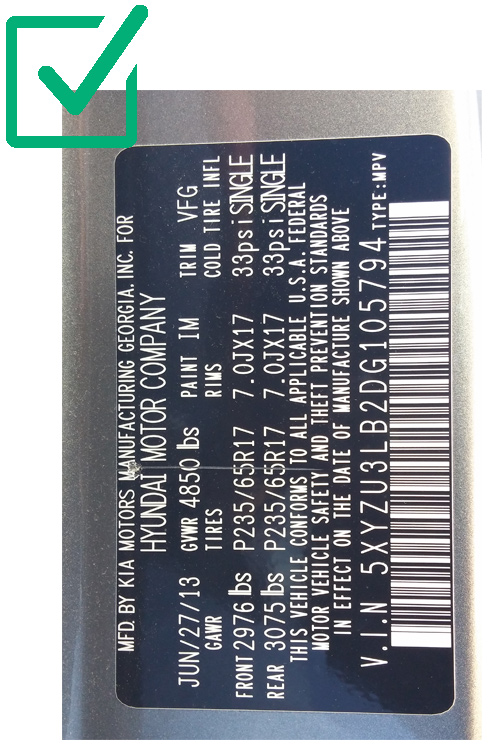 MFD. BY KIA MOTORS MANUFACTURING GEORGIA, INC. FOR
HYUNDAI MOTOR COMPANY
JUN/27/13 GVWR 4850 lbs PAINT IM TRIM VFG
GAWR TIRES RIMS COLD TIRE INFL
FRONT 2976 lbs P235/65R17 7.0JX17 33psi SINGLE
REAR 3075 lbs P235/65R17 7.0JX17 33psi SINGLE
THIS VEHICLE CONFORMS TO ALL APPLICABLE U.S.A. FEDERAL
MOTOR VEHICLE SAFETY AND THEFT PREVENTION STANDARDS
IN EFFECT ON THE DATE OF MANUFACTURE SHOWN ABOVE
V.I.N 5XYZU3LB2DG105794 TYPE:MPV